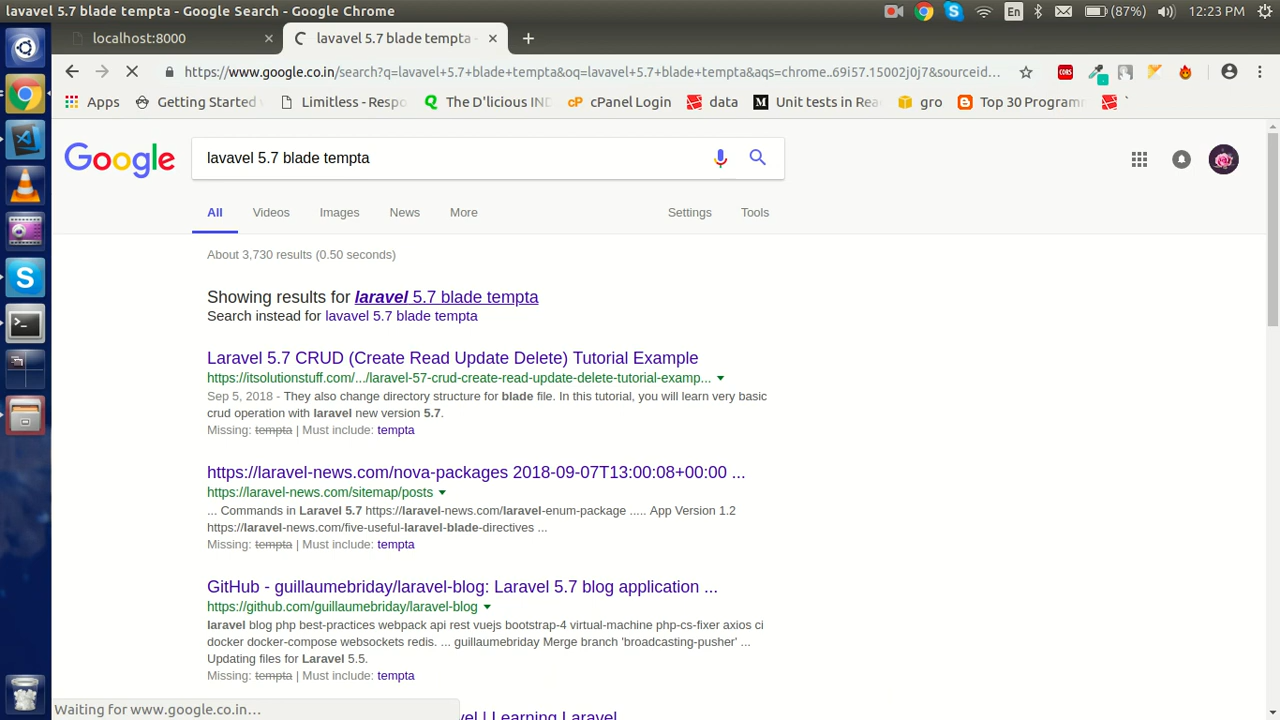 lavavel 5.7 blade tempta - Google Search - Google Chrome
En
(87%)
12:23 PM
localhost:8000
lavavel 5.7 blade tempta -
https://www.google.co.in/search?q=lavavel+5.7+blade+tempta&oq=lavavel+5.7+blade+tempta&aqs=chrome..69i57.15002j0j7&sourceid…
CORS
Apps
Getting Started
Limitless - Respo
The D'licious IND
cPanel Login
data
Unit tests in Rea
gro
Top 30 Programm
`
Google
lavavel 5.7 blade tempta
All
Videos
Images
News
More
Settings
Tools
About 3,730 results (0.50 seconds)
Showing results for laravel 5.7 blade tempta
Search instead for lavavel 5.7 blade tempta
Laravel 5.7 CRUD (Create Read Update Delete) Tutorial Example
https://itsolutionstuff.com/.../laravel-57-crud-create-read-update-delete-tutorial-examp...
Sep 5, 2018 - They also change directory structure for blade file. In this tutorial, you will learn very basic
crud operation with laravel new version 5.7.
Missing: tempta | Must include: tempta
https://laravel-news.com/nova-packages 2018-09-07T13:00:08+00:00 ...
https://laravel-news.com/sitemap/posts
... Commands in Laravel 5.7 https://laravel-news.com/laravel-enum-package ..... App Version 1.2
https://laravel-news.com/five-useful-laravel-blade-directives ...
Missing: tempta | Must include: tempta
GitHub - guillaumebriday/laravel-blog: Laravel 5.7 blog application ...
https://github.com/guillaumebriday/laravel-blog
laravel blog php best-practices webpack api rest vuejs bootstrap-4 virtual-machine php-cs-fixer axios ci
docker docker-compose websockets redis. ... guillaumebriday Merge branch 'broadcasting-pusher' ...
Updating files for Laravel 5.5.
Missing: tempta | Must include: tempta
vel | Learning Laravel
Waiting for www.google.co.in…